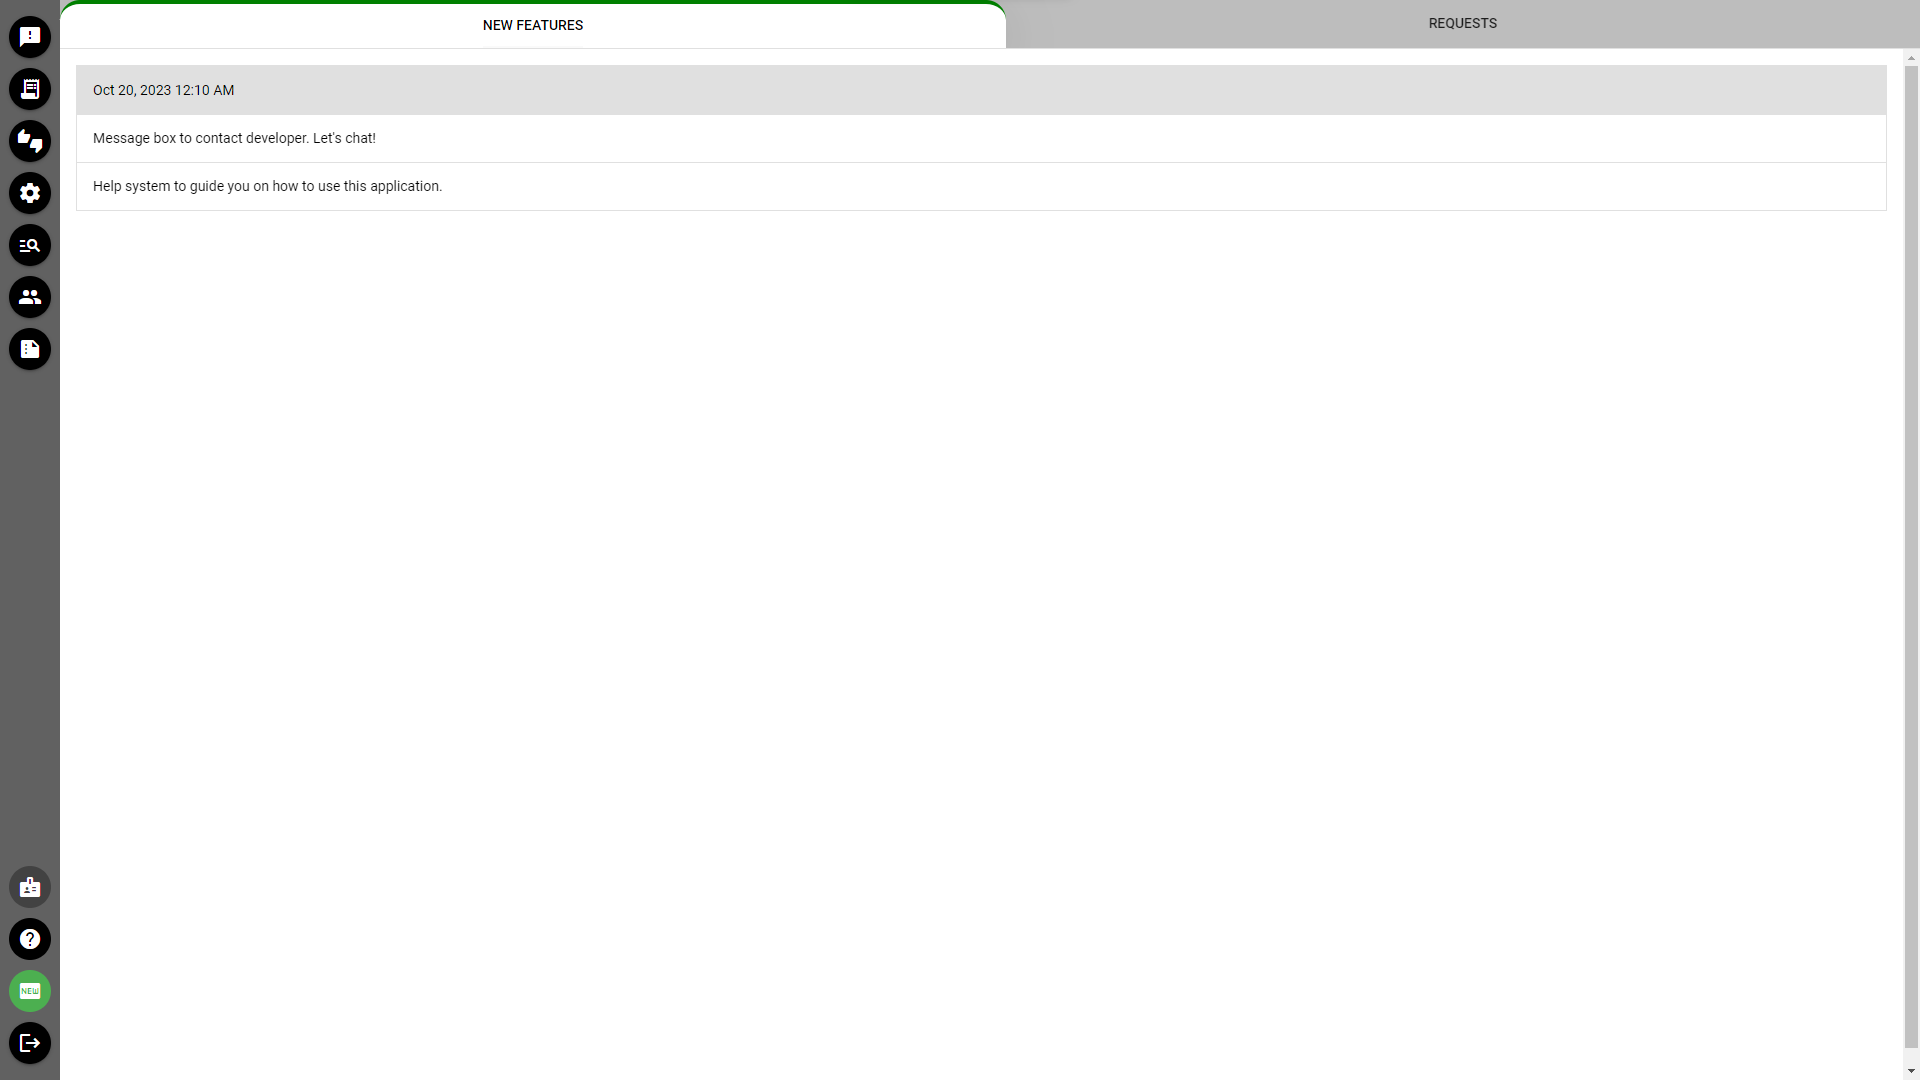 NEW FEATURES
REQUESTS
Oct 20, 2023 12:10 AM
Message box to contact developer. Let's chat!
Help system to guide you on how to use this application.
NEW